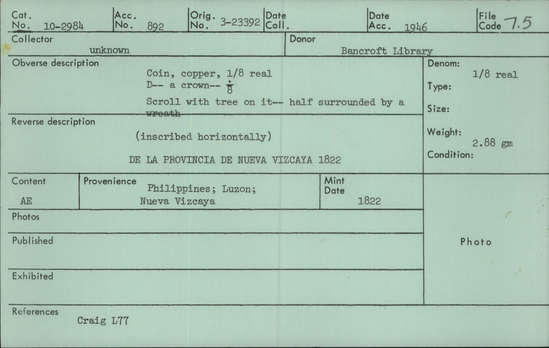 Cat. No. 10-2984 Acc. No. 892 Orig. No. 3-23392 Date Coll. Date Acc. 1946 File Code 7.5
Collector unknown Donor Bancroft Library
Obverse description
Coin, copper, 1/8 real
D-- a crown-- ÷/8
Scroll with tree on it-- half surrounded by a
wreath
Denom: 1/8 real
Type:
Size:
Weight: 2.88 gm
Condition:
Reverse description
(inscribed horizontally)
DE LA PROVINCIA DE NUEVA VIZCAYA 1822
Content AE Provenience Philippines; Luzon;
Nueva Vizcaya
Mint Date 1822
Photos
Published
Photo
Exhibited
References
Craig L77